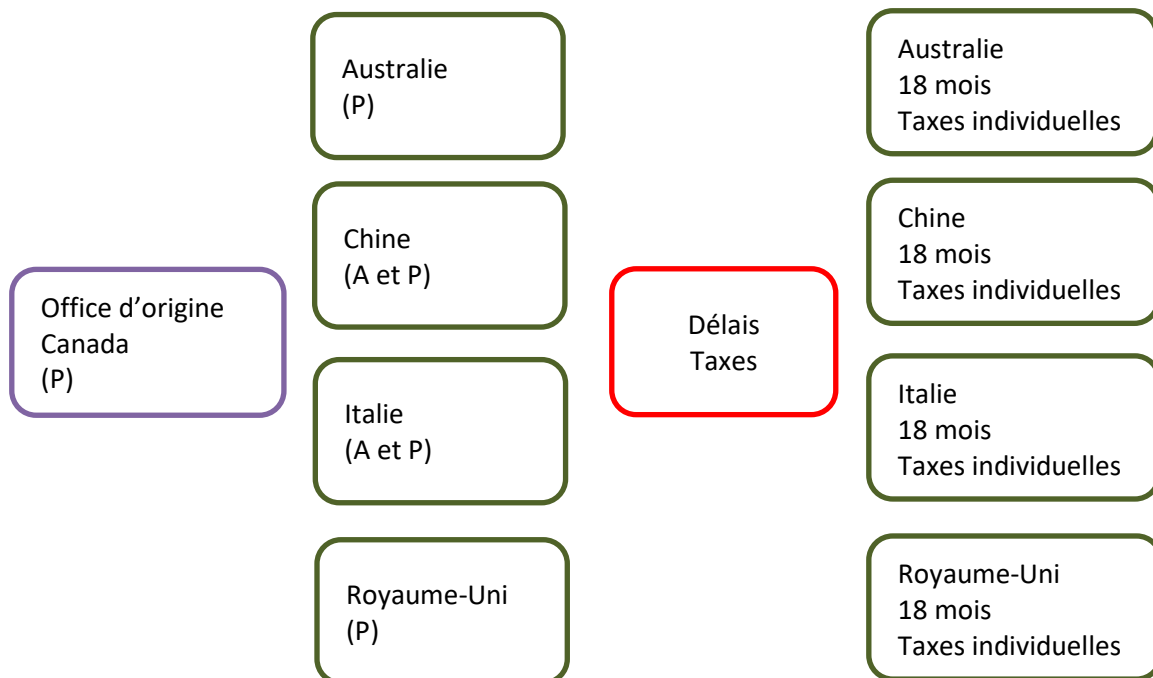 Office d'origine
Canada
(P)
Australie
(P)
Chine
(A et P)
Italie
(A et P)
Royaume-Uni
(P)
Délais
Taxes
Australie
18 mois
Taxes individuelles
Chine
18 mois
Taxes individuelles
Italie
18 mois
Taxes individuelles
Royaume-Uni
18 mois
Taxes individuelles